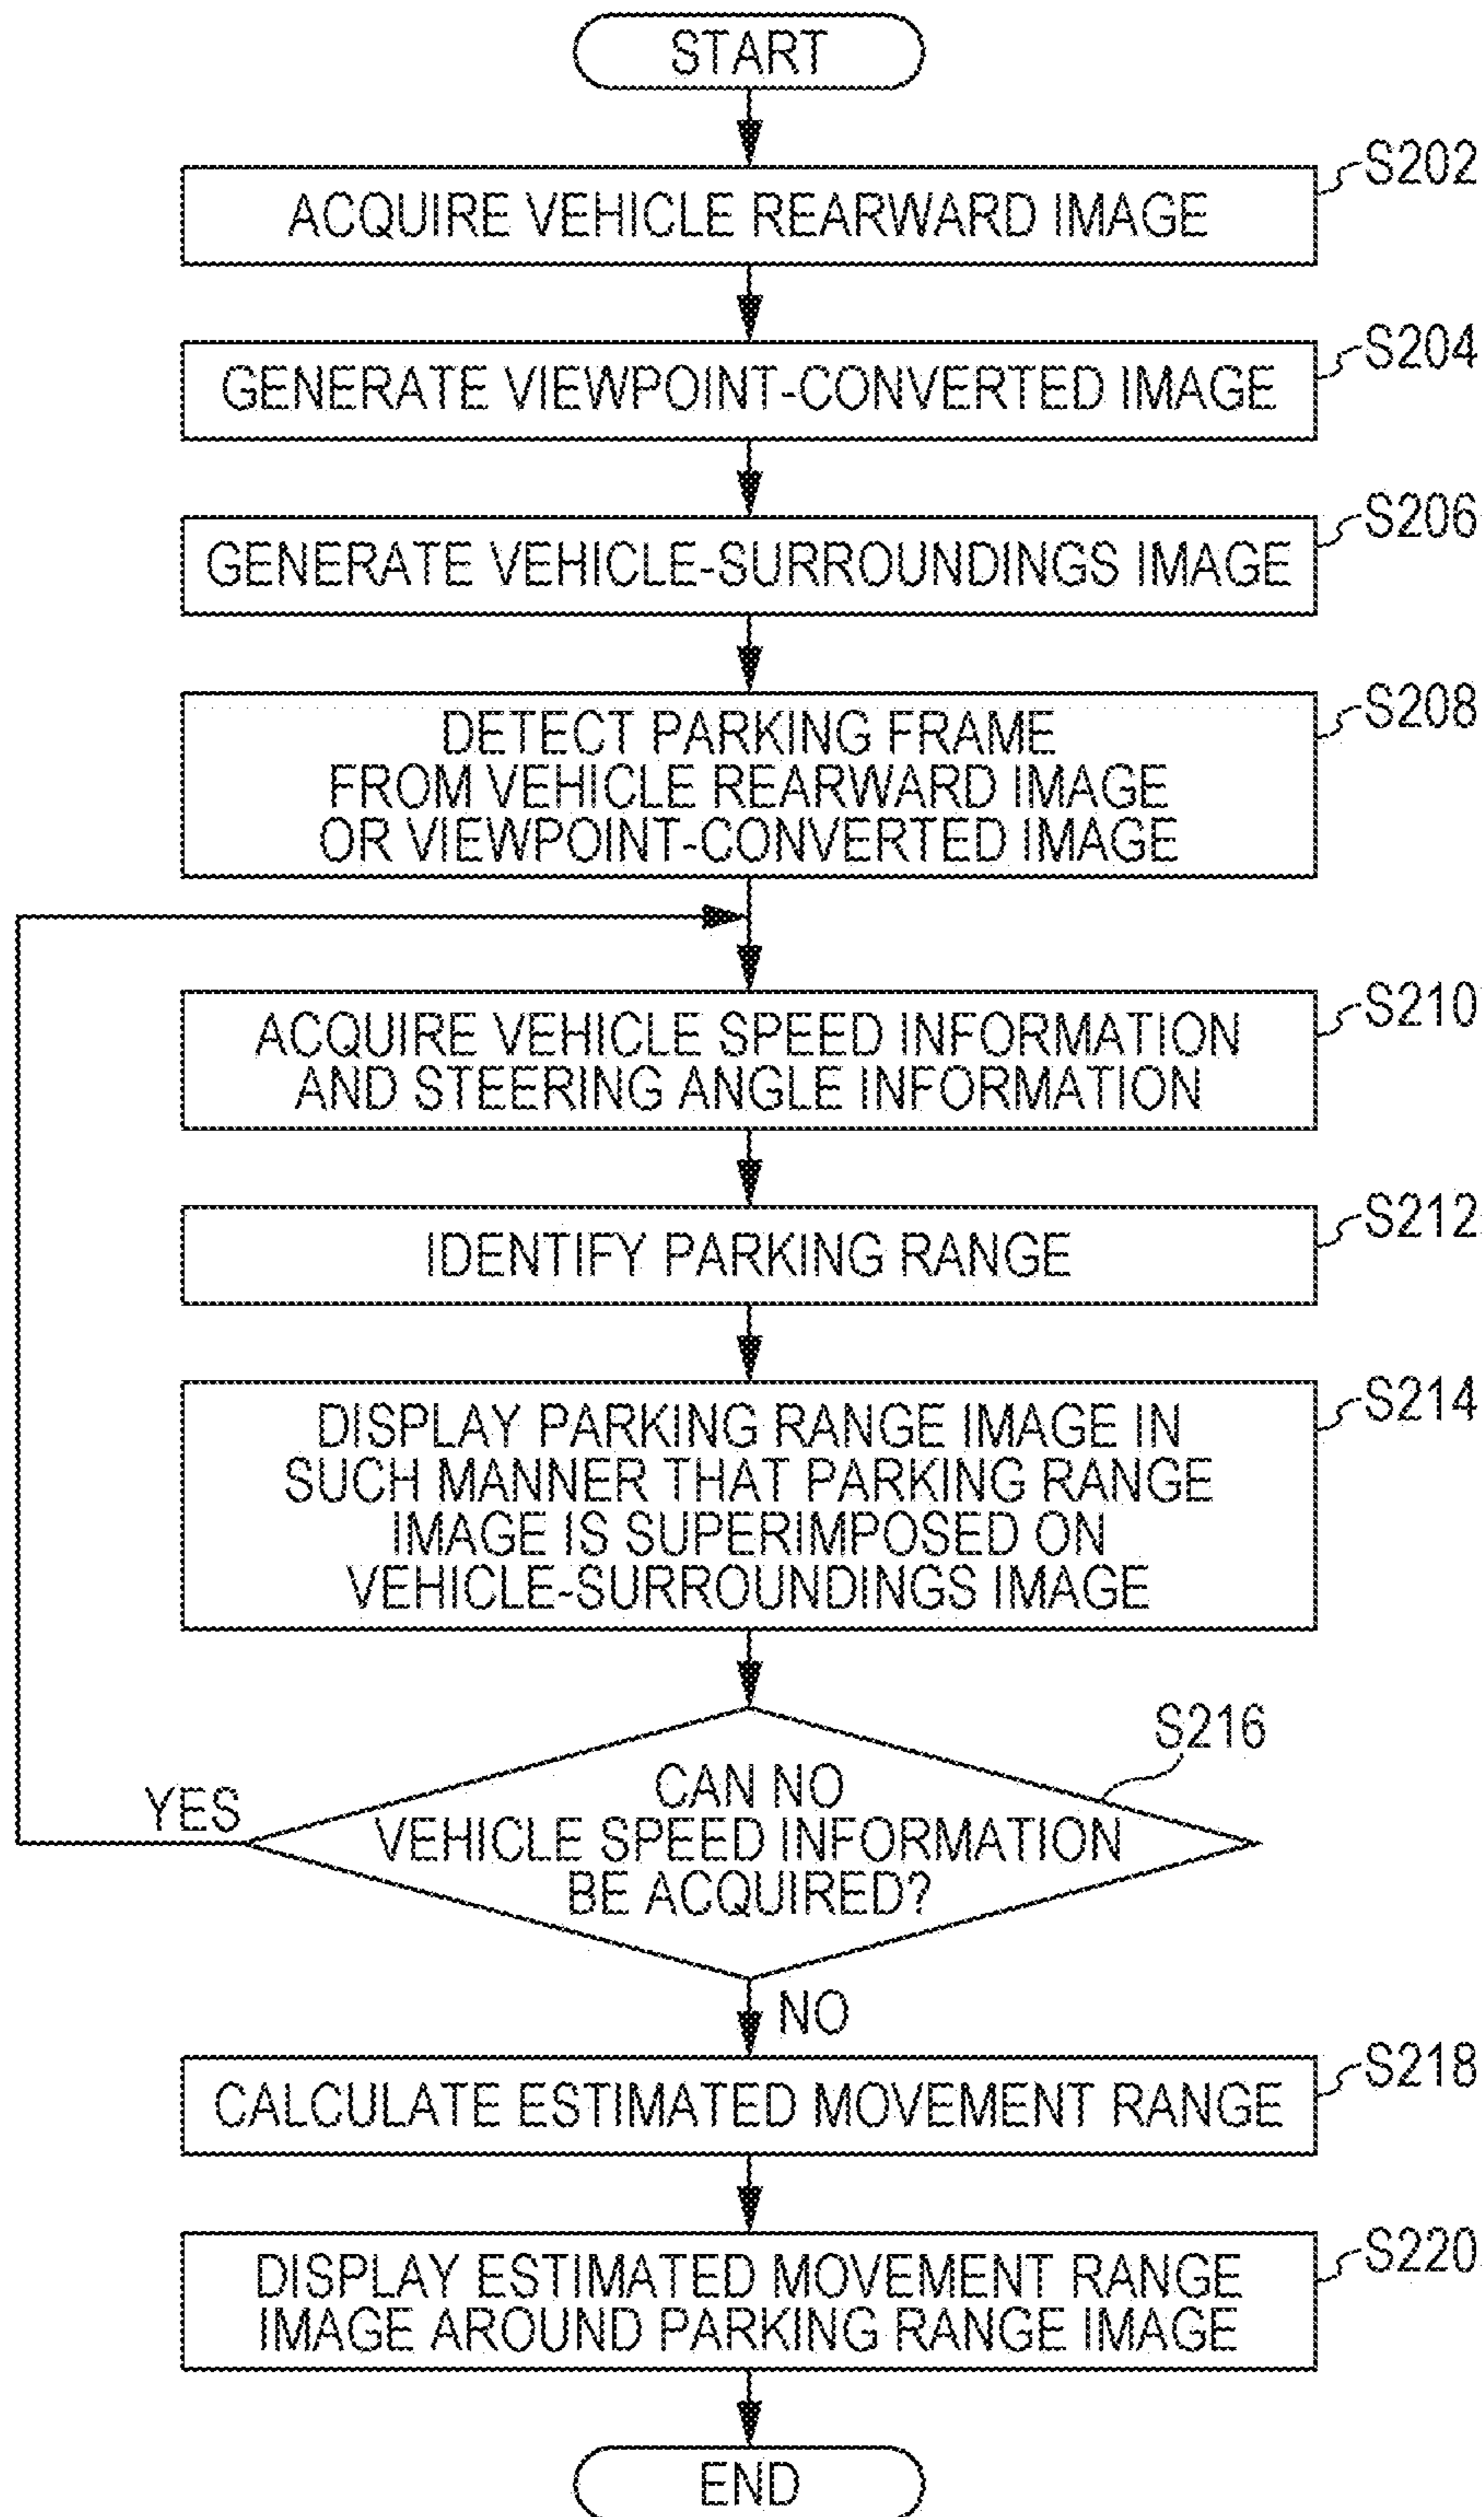 START
S202
ACQUIRE VEHICLE REARWARD IMAGE
S204
GENERATE VIEWPOINT-CONVERTED IMAGE
S206
GENERATE VEHICLE-SURROUNDINGS IMAGE
S208
DETECT PARKING FRAME
FROM VEHICLE REARWARD IMAGE
OR VIEWPOINT-CONVERTED IMAGE
S210
ACQUIRE VEHICLE SPEED INFORMATION
AND STEERING ANGLE INFORMATION
S212
IDENTIFY PARKING RANGE
S214
DISPLAY PARKING RANGE IMAGE IN
SUCH MANNER THAT PARKING RANGE
IMAGE IS SUPERIMPOSED ON
VEHICLE-SURROUNDINGS IMAGE
S216
CAN NO
VEHICLE SPEED INFORMATION
BE ACQUIRED?
YES
NO
S218
CALCULATE ESTIMATED MOVEMENT RANGE
S220
DISPLAY ESTIMATED MOVEMENT RANGE
IMAGE AROUND PARKING RANGE IMAGE
END